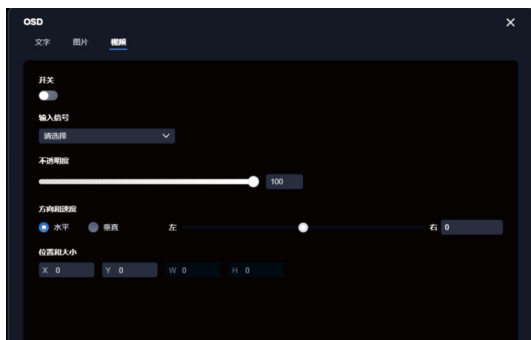 OSD
文字 图片 视频
开关
输入信号
请选择
不透明度
100
方向和速度
水平 垂直 左 右 0
位置和大小
X 0 Y 0 W 0 H 0